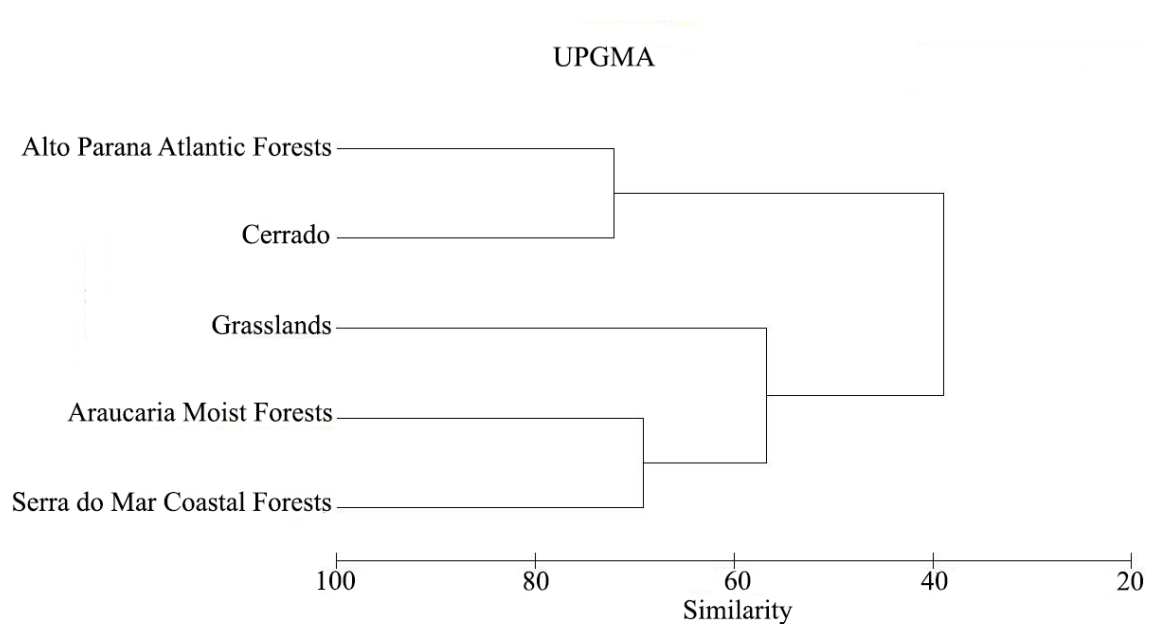 UPGMA
Alto Parana Atlantic Forests
Cerrado
Grasslands
Araucaria Moist Forests
Serra do Mar Coastal Forests
100 80 60 40 20
Similarity